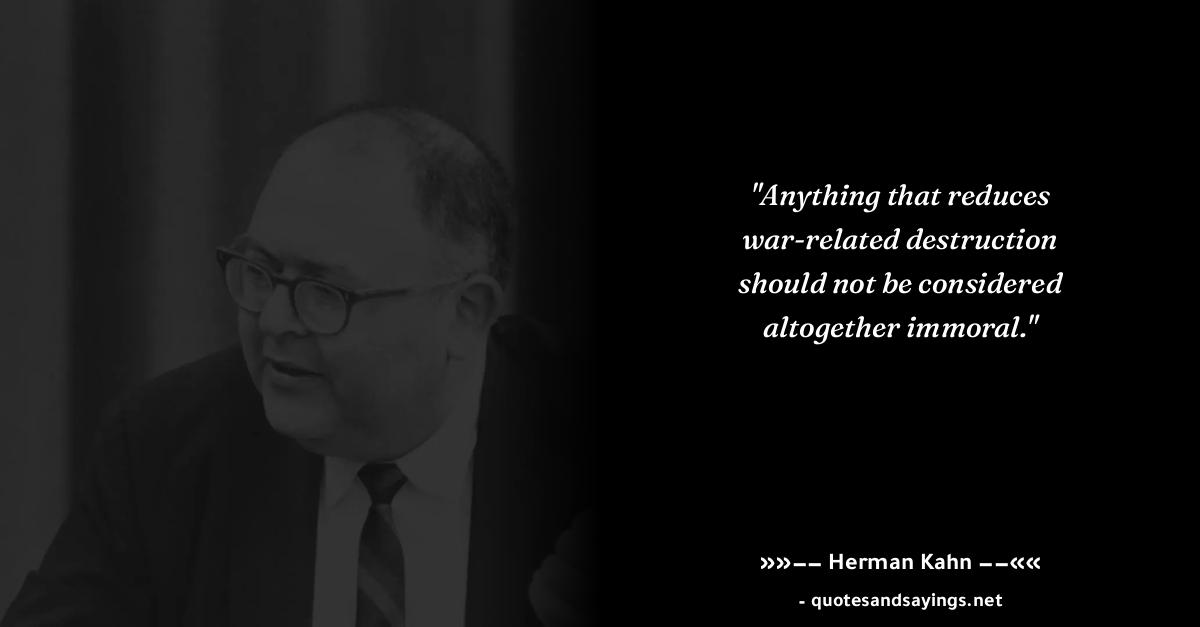 "Anything that reduces
war-related destruction
should not be considered
altogether immoral."
»»−− Herman Kahn −−««
- quotesandsayings.net